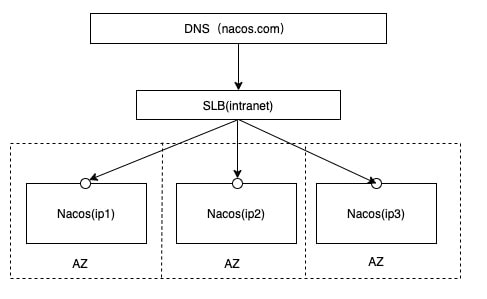 DNS（nacos.com）
SLB(intranet)
Nacos(ip1)
Nacos(ip2)
Nacos(ip3)
AZ
AZ
AZ